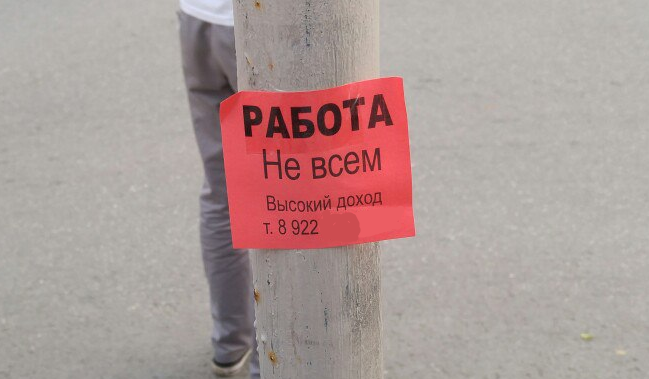 РАБОТА
Не всем
Высокий доход
т. 8 922